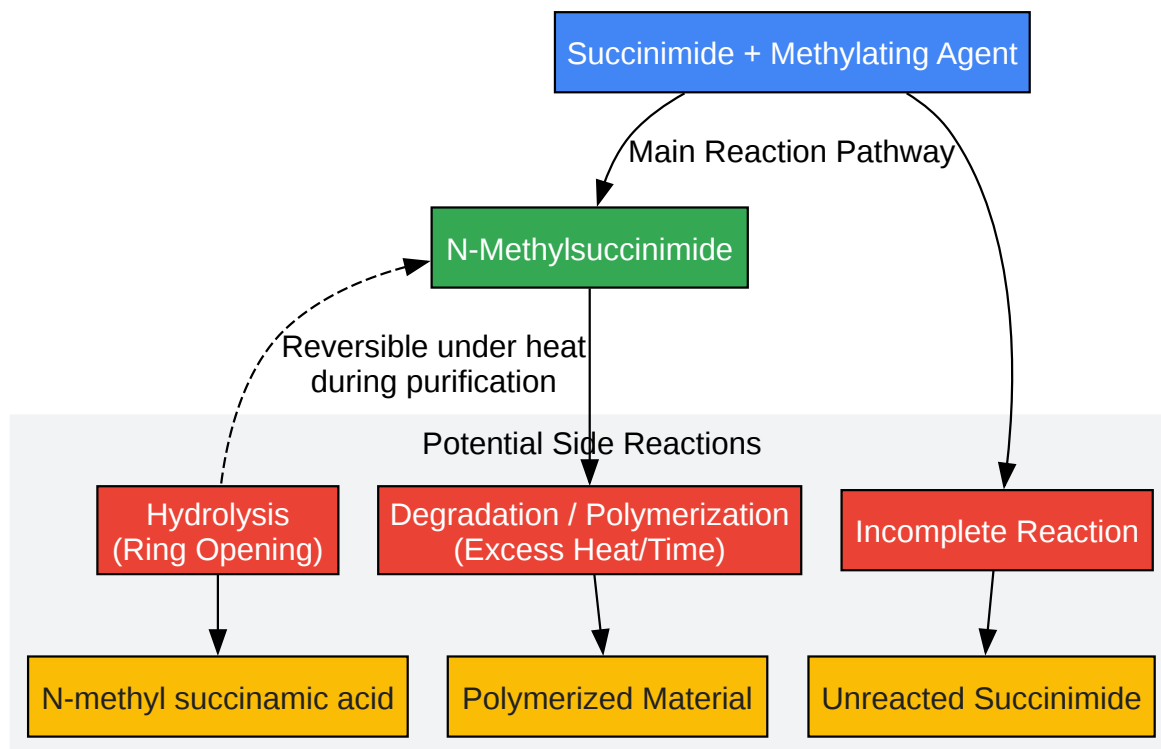 Succinimide + Methylating Agent
Main Reaction Pathway
N-Methylsuccinimide
Reversible under heat
during purification
Potential Side Reactions
Hydrolysis
(Ring Opening)
Degradation / Polymerization
(Excess Heat/Time)
Incomplete Reaction
N-methyl succinamic acid
Polymerized Material
Unreacted Succinimide